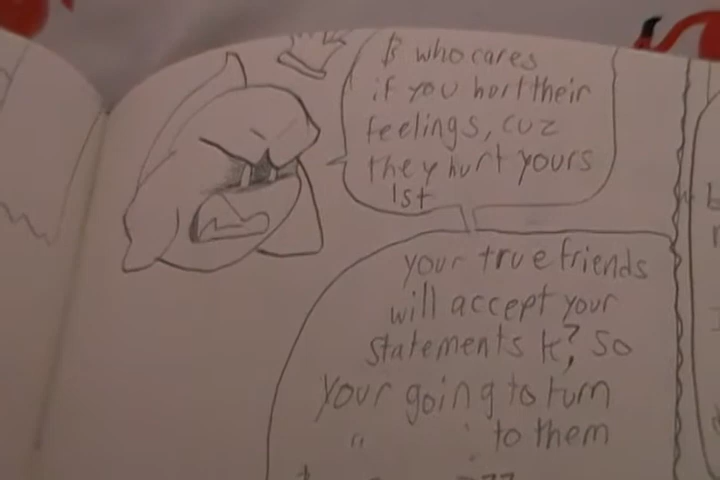 & who cares
if you hurt their
feelings, cuz
they hurt yours
1st
your true friends
will accept your
statements k? so
your going to turn
to them